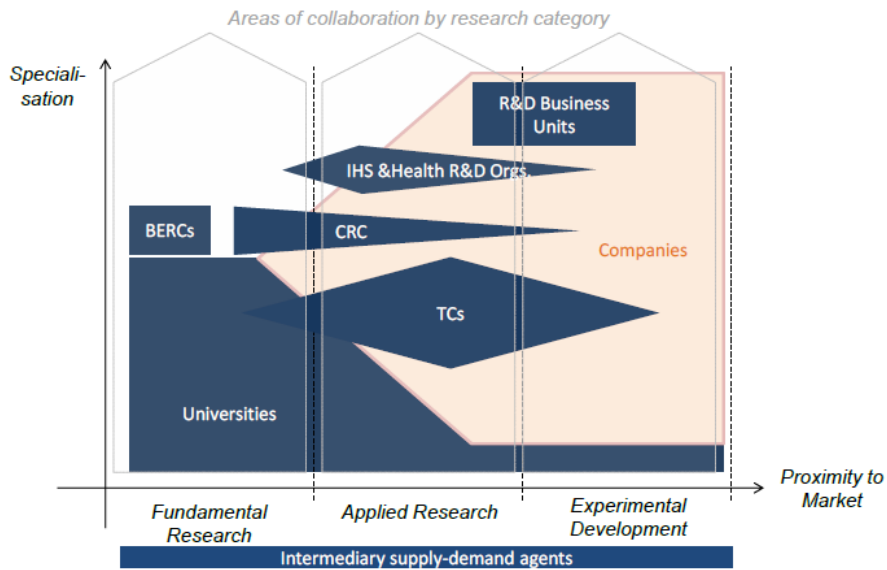 Areas of collaboration by research category
Speciali-
sation
R&D Business
Units
IHS &Health R&D Orgs.
BERCs
CRC
Companies
TCs
Universities
Proximity to
Market
Fundamental
Research
Applied Research
Experimental
Development
Intermediary supply-demand agents